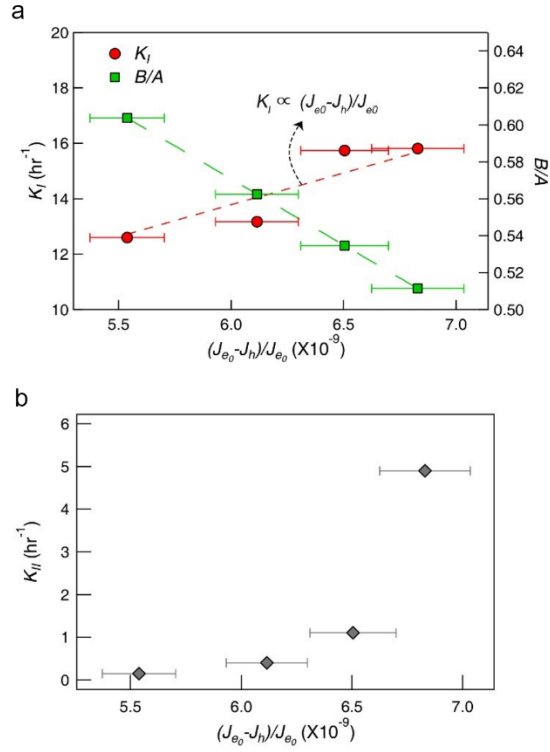 a
K_I
B/A
K_I ∝ (J_e0-J_h)/J_e0
20
18
16
14
12
10
K_I (hr^-1)
0.64
0.62
0.60
0.58
0.56
0.54
0.52
0.50
B/A
5.5 6.0 6.5 7.0
(J_e0-J_h)/J_e0 (X10^-9)
b
6
5
4
3
2
1
0
K_II (hr^-1)
5.5 6.0 6.5 7.0
(J_e0-J_h)/J_e0 (X10^-9)